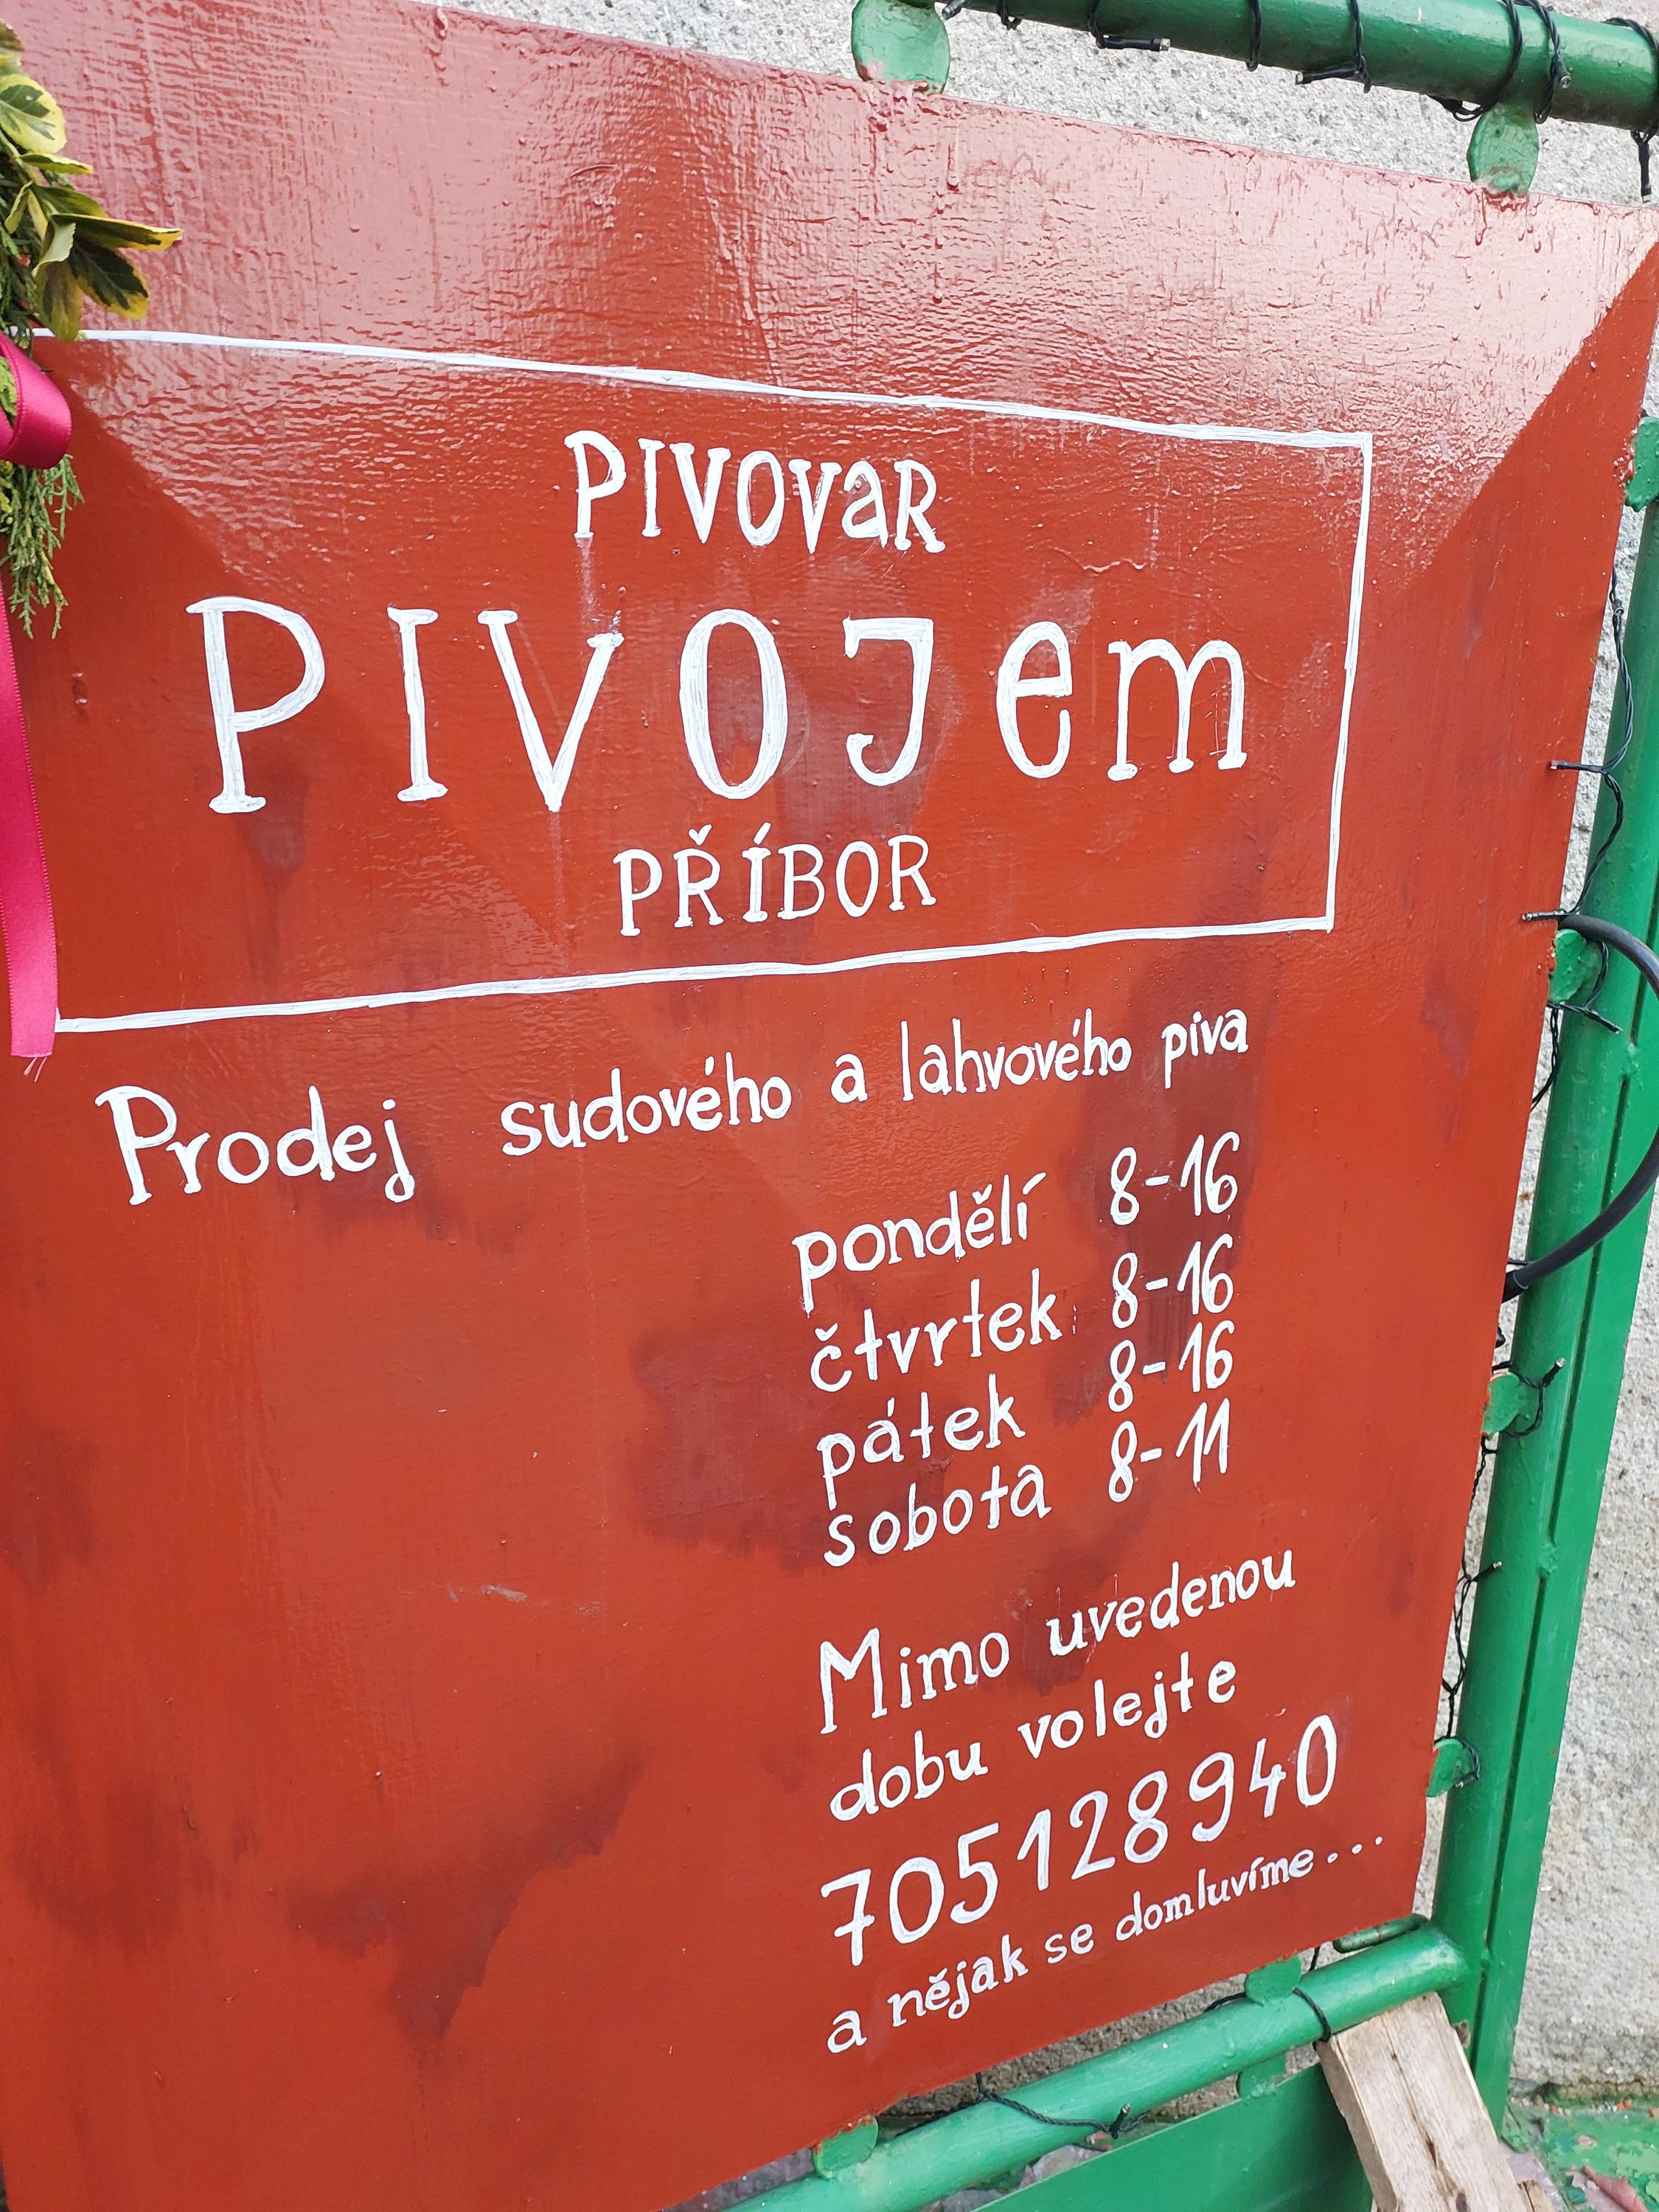 PIVOVaR
PIVOJem
PŘÍBOR
Prodej sudového a lahvového piva
pondělí 8-16
čtvrtek 8-16
pátek 8-16
sobota 8-11
Mimo uvedenou
dobu volejte
705128940
a nějak se domluvíme...